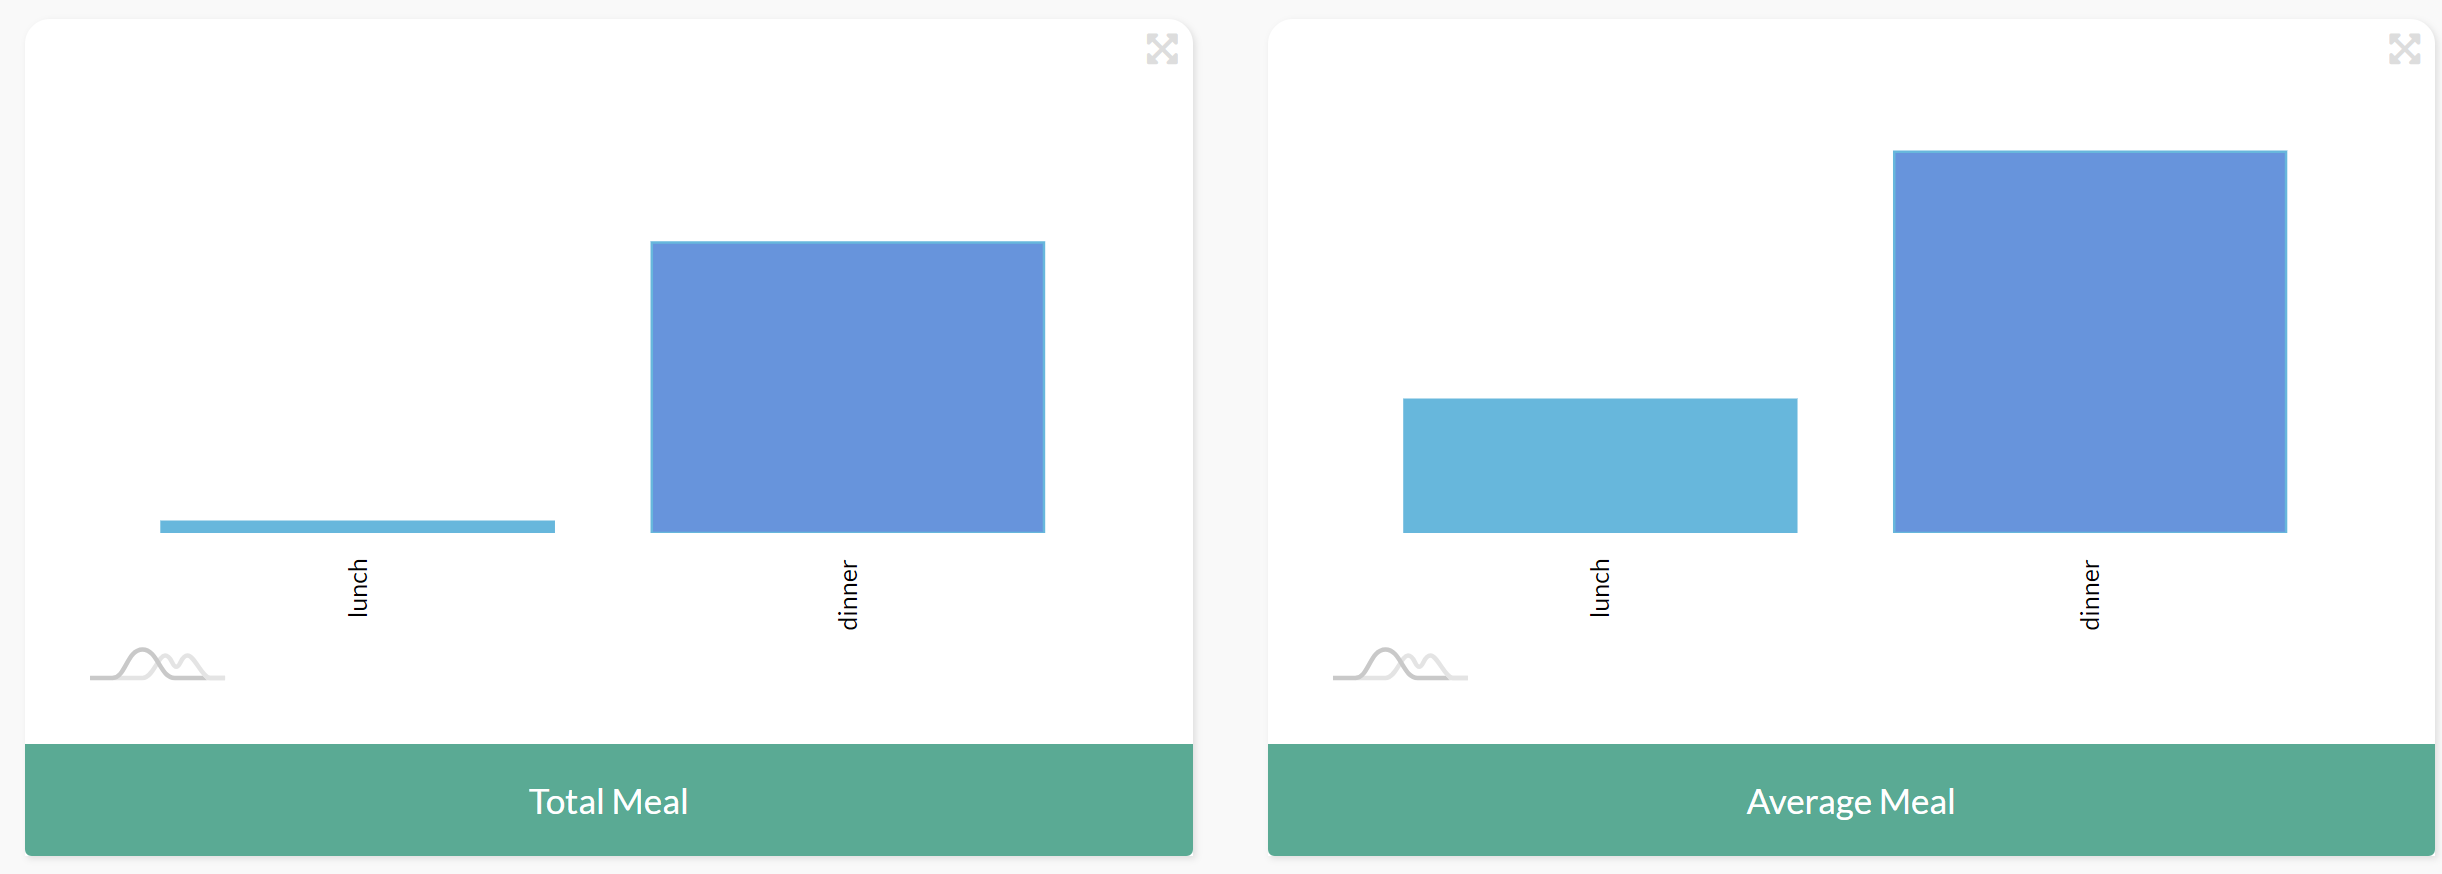 lunch
dinner
Total Meal
lunch
dinner
Average Meal